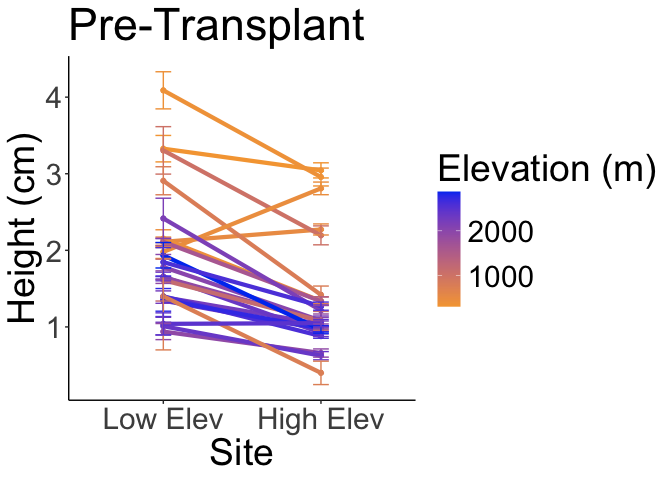 Pre-Transplant
Height (cm)
4
3
2
1
Low Elev High Elev
Site
Elevation (m)
2000
1000